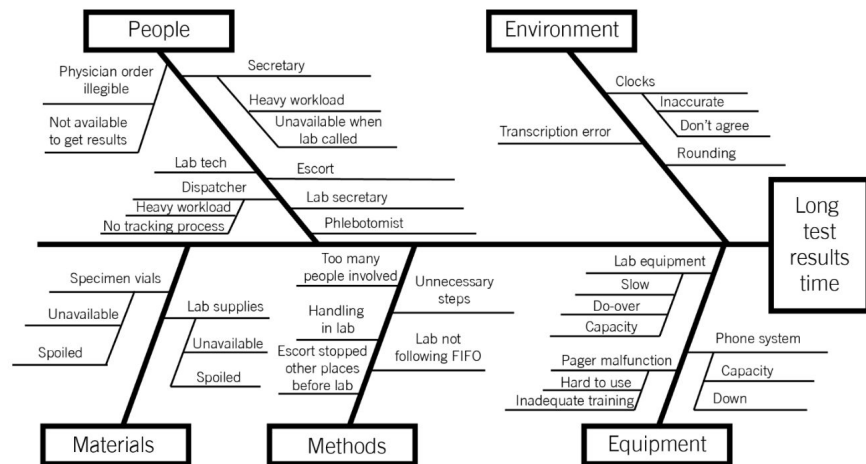 People
Environment
Physician order
illegible
Not available
to get results
Secretary
Heavy workload
Unavailable when
lab called
Lab tech
Escort
Dispatcher
Heavy workload
No tracking process
Lab secretary
Phlebotomist
Clocks
Inaccurate
Don't agree
Transcription error
Rounding
Long
test
results
time
Specimen vials
Unavailable
Spoiled
Lab supplies
Unavailable
Spoiled
Too many
people involved
Handling
in lab
Escort stopped
other places
before lab
Unnecessary
steps
Lab not
following FIFO
Lab equipment
Slow
Do-over
Capacity
Pager malfunction
Hard to use
Inadequate training
Phone system
Capacity
Down
Materials
Methods
Equipment